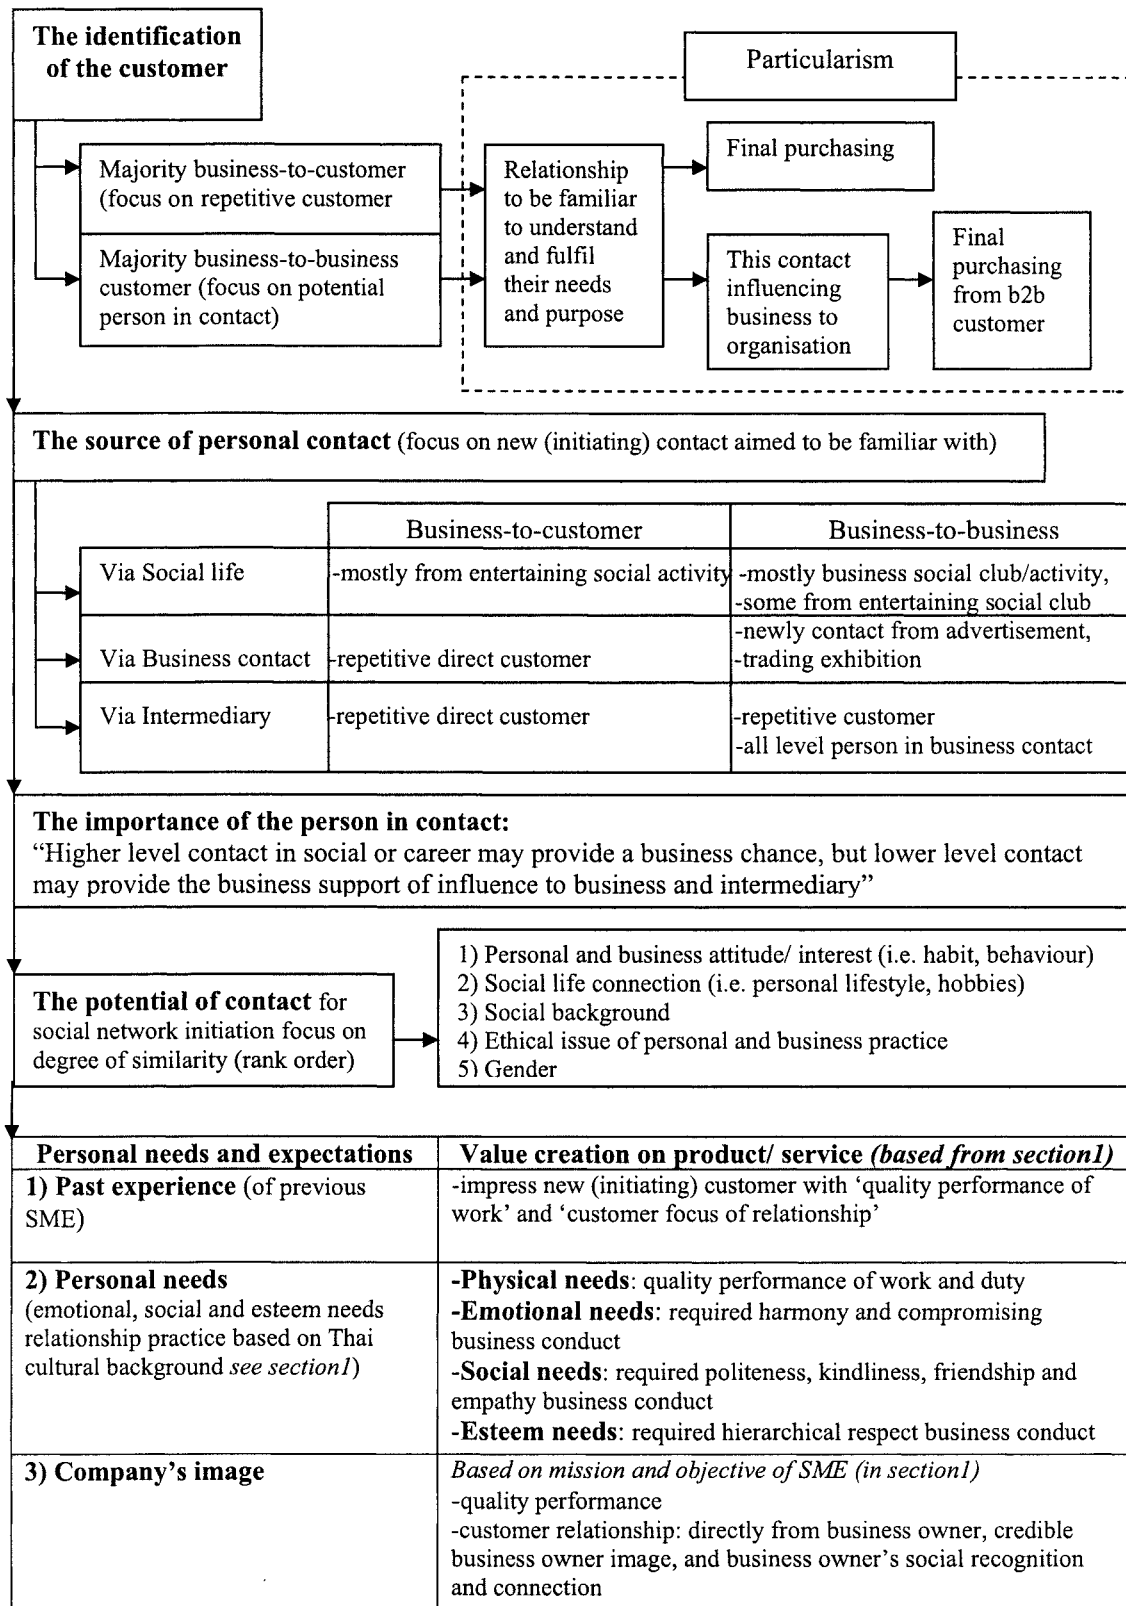 The identification
of the customer
Particularism
Majority business-to-customer
(focus on repetitive customer
Majority business-to-business
customer (focus on potential
person in contact)
Relationship
to be familiar
to understand
and fulfil
their needs
and purpose
Final purchasing
This contact
influencing
business to
organisation
Final
purchasing
from b2b
customer
The source of personal contact (focus on new (initiating) contact aimed to be familiar with)
Business-to-customer
Business-to-business
Via Social life
-mostly from entertaining social activity
-mostly business social club/activity,
-some from entertaining social club
Via Business contact
-repetitive direct customer
-newly contact from advertisement,
-trading exhibition
Via Intermediary
-repetitive direct customer
-repetitive customer
-all level person in business contact
The importance of the person in contact:
“Higher level contact in social or career may provide a business chance, but lower level contact
may provide the business support of influence to business and intermediary”
The potential of contact for
social network initiation focus on
degree of similarity (rank order)
1) Personal and business attitude/ interest (i.e. habit, behaviour)
2) Social life connection (i.e. personal lifestyle, hobbies)
3) Social background
4) Ethical issue of personal and business practice
5) Gender
Personal needs and expectations
Value creation on product/ service (based from section1)
1) Past experience (of previous
SME)
-impress new (initiating) customer with ‘quality performance of
work’ and ‘customer focus of relationship’
2) Personal needs
(emotional, social and esteem needs
relationship practice based on Thai
cultural background see section1)
-Physical needs: quality performance of work and duty
-Emotional needs: required harmony and compromising
business conduct
-Social needs: required politeness, kindliness, friendship and
empathy business conduct
-Esteem needs: required hierarchical respect business conduct
3) Company’s image
Based on mission and objective of SME (in section1)
-quality performance
-customer relationship: directly from business owner, credible
business owner image, and business owner’s social recognition
and connection